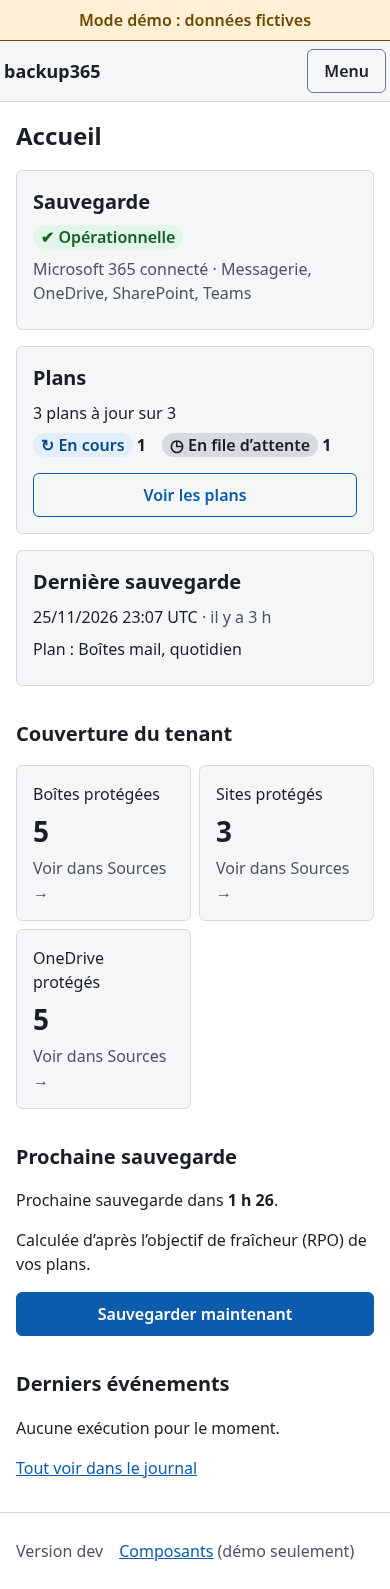 Mode démo : données fictives
backup365
Menu
Accueil
Sauvegarde
✔ Opérationnelle
Microsoft 365 connecté · Messagerie,
OneDrive, SharePoint, Teams
Plans
3 plans à jour sur 3
↻ En cours 1 ◷ En file d’attente 1
Voir les plans
Dernière sauvegarde
25/11/2026 23:07 UTC · il y a 3 h
Plan : Boîtes mail, quotidien
Couverture du tenant
Boîtes protégées
5
Voir dans Sources
→
Sites protégés
3
Voir dans Sources
→
OneDrive
protégés
5
Voir dans Sources
→
Prochaine sauvegarde
Prochaine sauvegarde dans 1 h 26.
Calculée d’après l’objectif de fraîcheur (RPO) de
vos plans.
Sauvegarder maintenant
Derniers événements
Aucune exécution pour le moment.
Tout voir dans le journal
Version dev Composants (démo seulement)